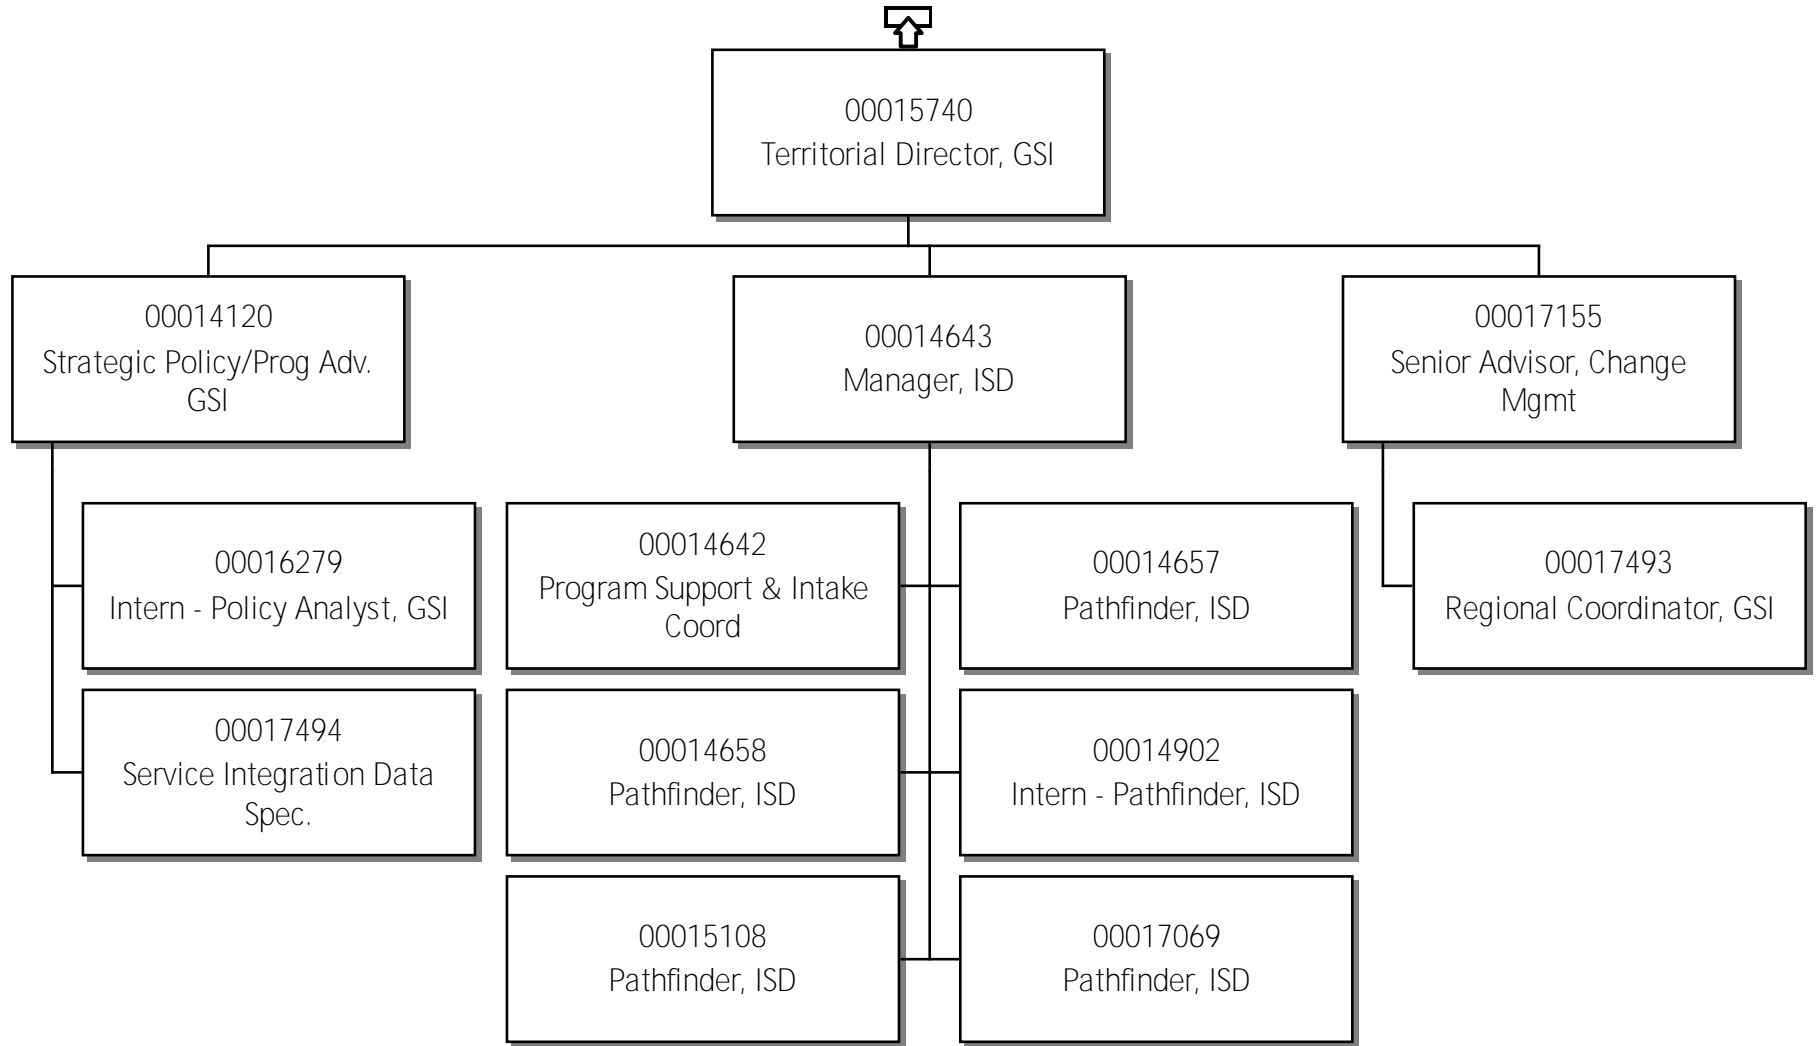 00015740
Territorial Director, GSI
00014120
Strategic Policy/Prog Adv.
GSI
00014643
Manager, ISD
00017155
Senior Advisor, Change
Mgmt
00016279
Intern - Policy Analyst, GSI
00014642
Program Support & Intake
Coord
00014657
Pathfinder, ISD
00017493
Regional Coordinator, GSI
00017494
Service Integration Data
Spec.
00014658
Pathfinder, ISD
00014902
Intern - Pathfinder, ISD
00015108
Pathfinder, ISD
00017069
Pathfinder, ISD